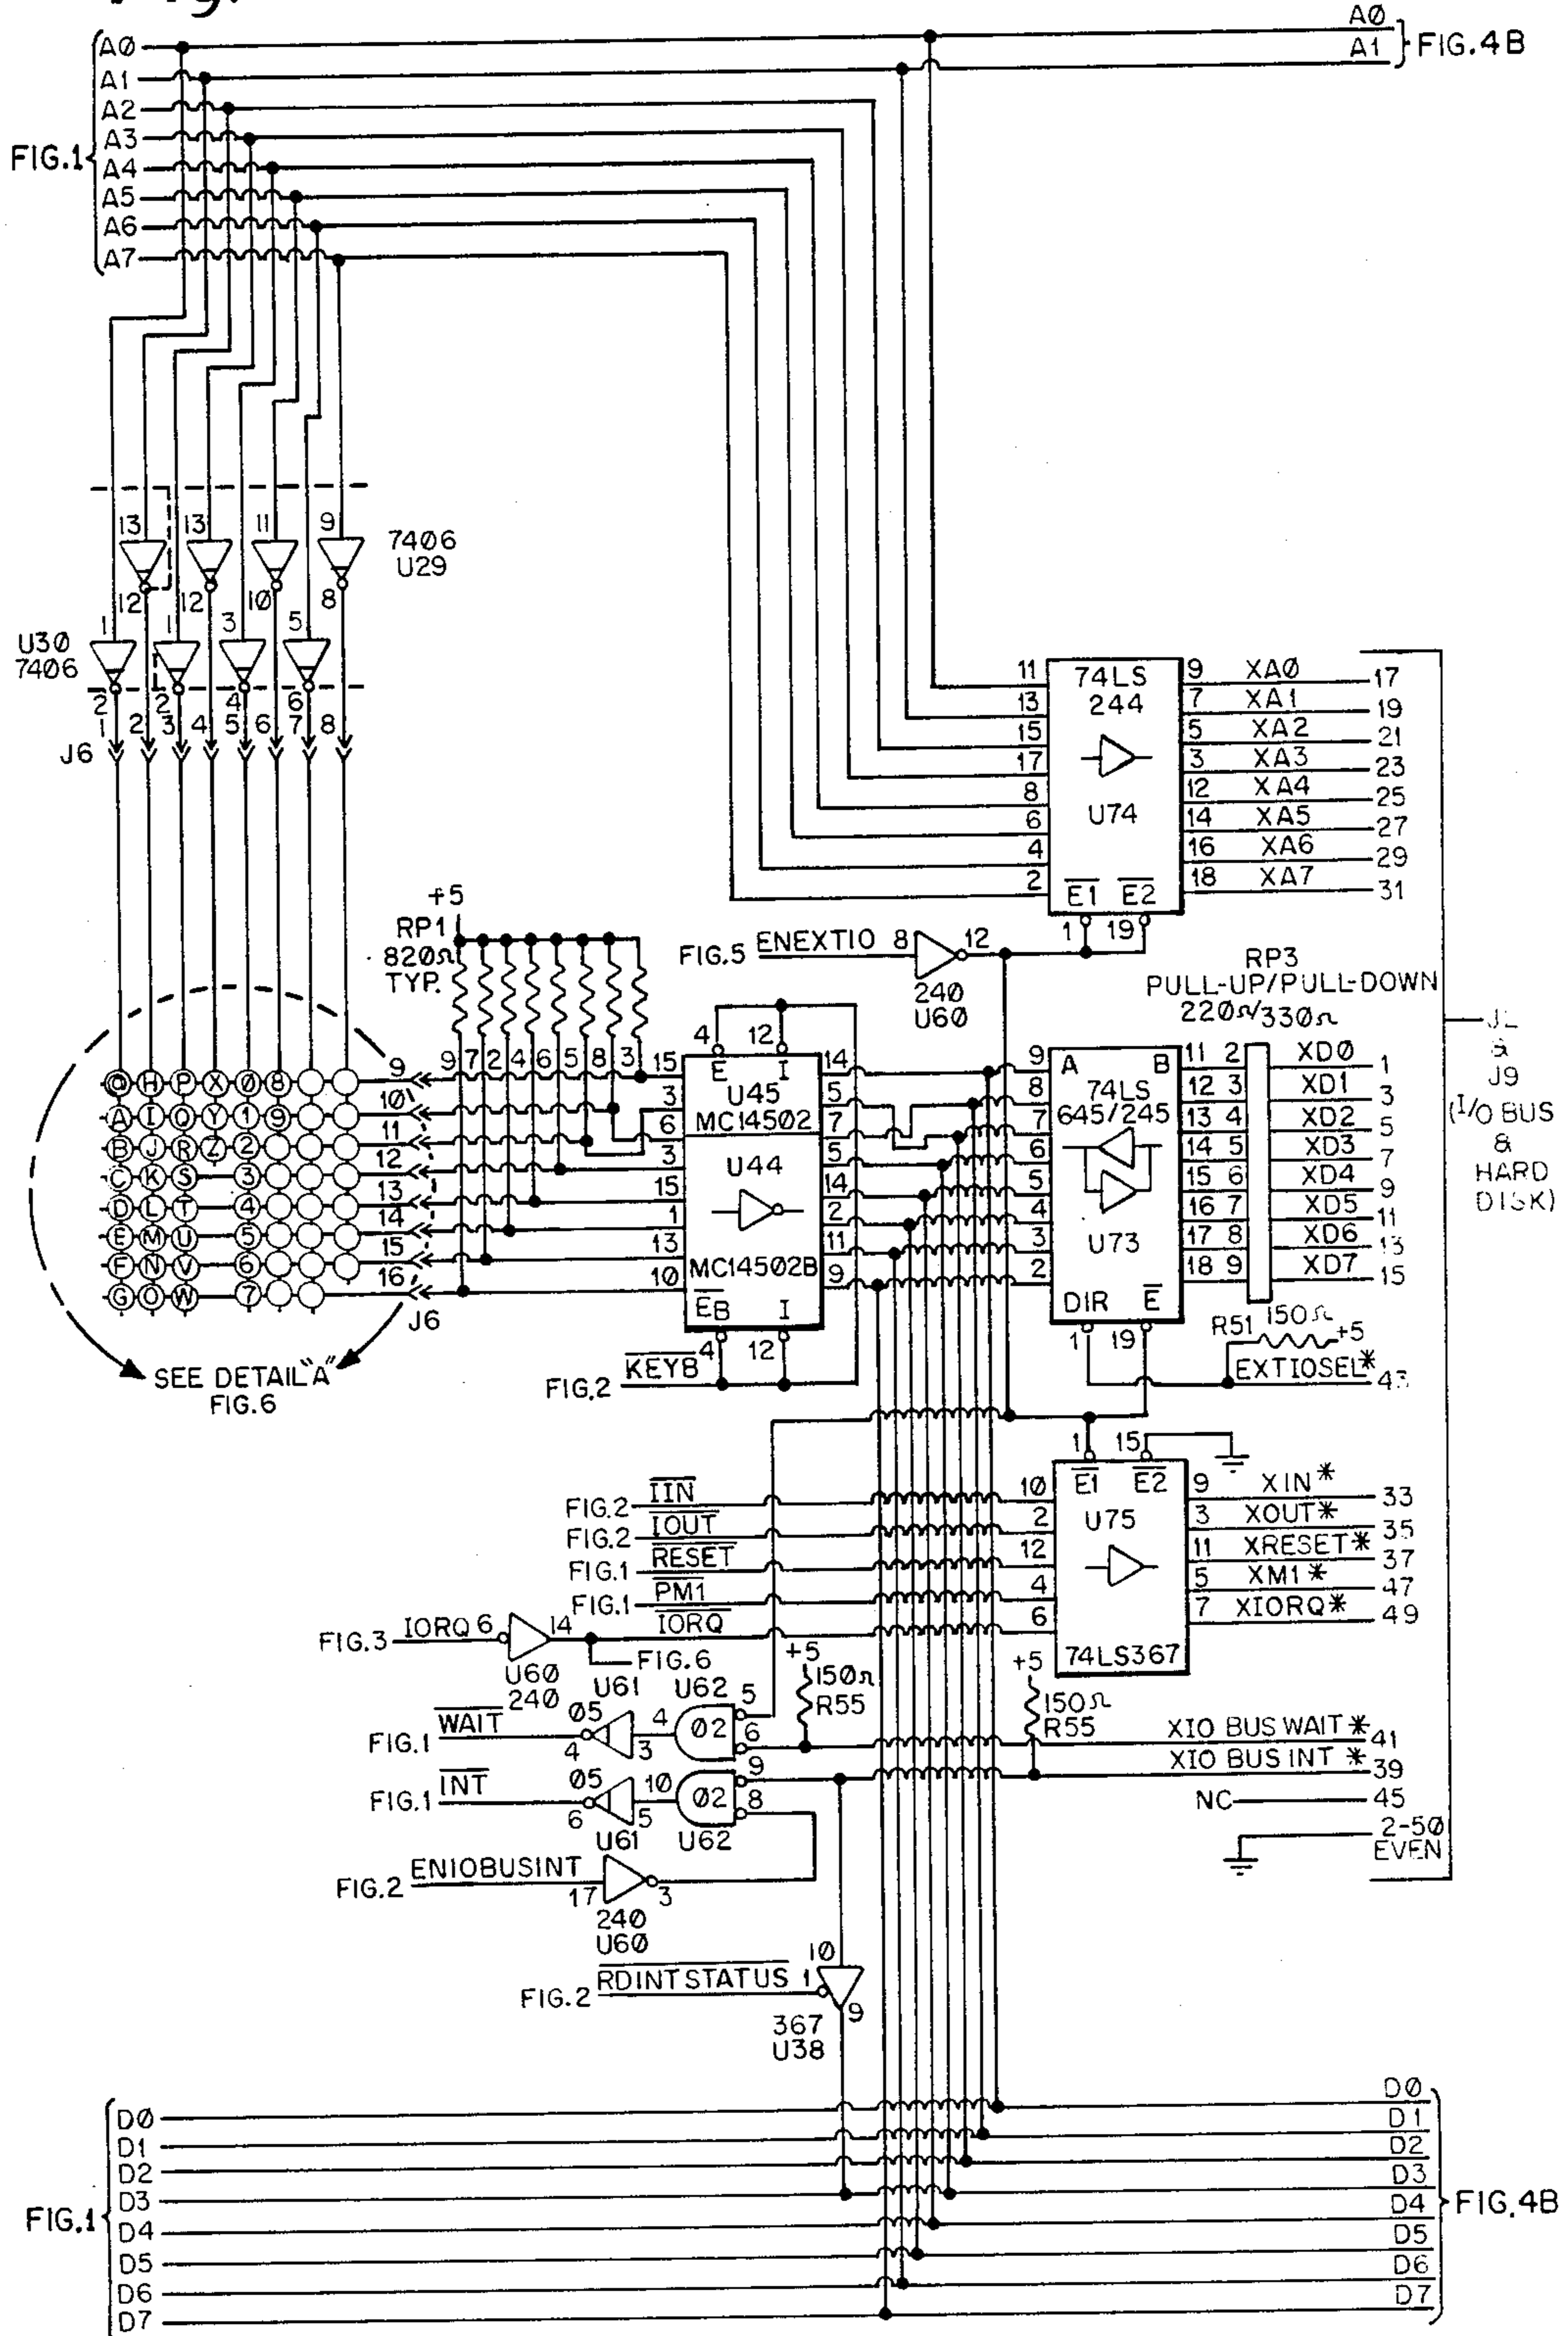 Fig.
A0
A1
A2
A3
A4
A5
A6
A7
FIG.1
A0
A1
FIG.4B
13
13
11
9
7406
U29
12
12
10
8
1
1
3
5
U30
7406
2
2
4
6
1
2
3
4
5
6
7
8
J6
11
13
15
17
8
6
4
2
74LS
244
U74
E1 E2
1
19
9 XA0 17
7 XA1 19
5 XA2 21
3 XA3 23
12 XA4 25
14 XA5 27
16 XA6 29
18 XA7 31
+5
RP1
820Ω
TYP.
FIG.5 ENEXTIO 8 12
240
U60
RP3
PULL-UP/PULL-DOWN
220Ω/330Ω
&
J9
(I/O BUS
&
HARD
DISK)
9 7 2 4 6 5 8 3
@ H P X 0 8 9
A I Q Y 1 9 10
B J R Z 2 11
C K S 3 12
D L T 4 13
E M U 5 14
F N V 6 15
G O W 7 16
J6
SEE DETAIL "A"
FIG.6
4 12
E I
U45
MC14502
U44
MC14502B
EB I
4 12
15
3
6
3
15
1
13
10
14
5
7
5
14
2
11
9
FIG.2 KEYB
9
8
7
6
5
4
3
2
A B
74LS
645/245
U73
DIR E
1 19
11 2 XD0 1
12 3 XD1 3
13 4 XD2 5
14 5 XD3 7
15 6 XD4 9
16 7 XD5 11
17 8 XD6 13
18 9 XD7 15
R51 150Ω +5
EXTIOSEL* 43
1 15
E1 E2
U75
74LS367
FIG.2 IIN 10
FIG.2 IOUT 2
FIG.1 RESET 12
FIG.1 PM1 4
IORQ 6
9 XIN* 33
3 XOUT* 35
11 XRESET* 37
5 XM1* 47
7 XIORQ* 49
FIG.3 IORQ 6 14
U60
240
FIG.6
+5
150Ω
R55
+5
150Ω
R55
U61
U62
FIG.1 WAIT
05
4
3
4
02
5
6
XIO BUS WAIT* 41
FIG.1 INT
05
6
5
10
02
9
8
XIO BUS INT* 39
U61
U62
NC 45
2-50
EVEN
FIG.2 ENIOBUSINT
17
3
240
U60
FIG.2 RDINTSTATUS 1
10
9
367
U38
D0
D1
D2
D3
D4
D5
D6
D7
FIG.1
D0
D1
D2
D3
D4
D5
D6
D7
FIG.4B